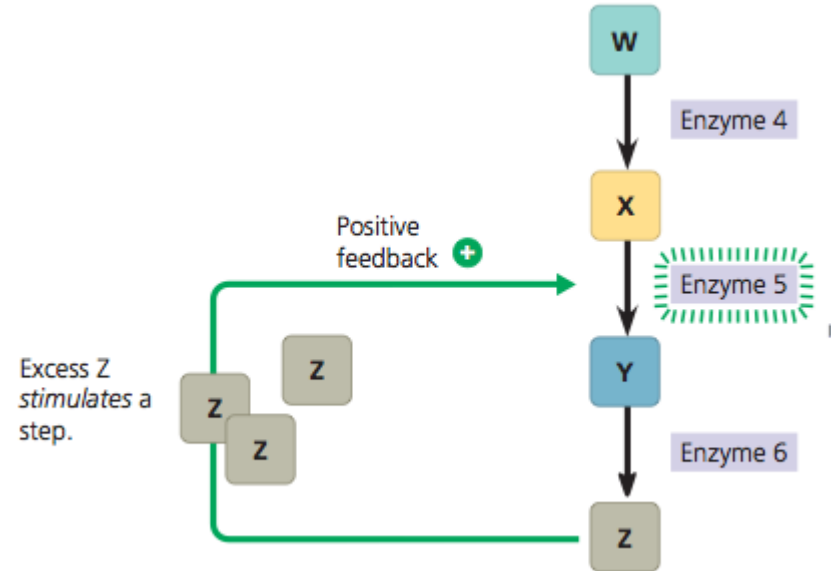 W
Enzyme 4
X
Positive
feedback +
Enzyme 5
Excess Z
stimulates a
step.
Z
Z
Z
Y
Enzyme 6
Z